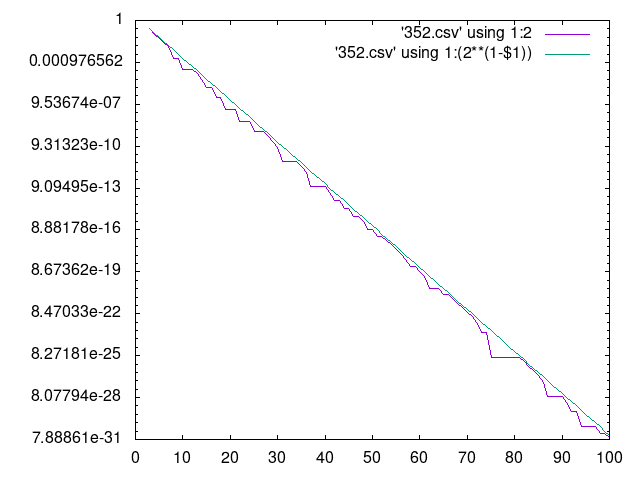 1
0.000976562
9.53674e-07
9.31323e-10
9.09495e-13
8.88178e-16
8.67362e-19
8.47033e-22
8.27181e-25
8.07794e-28
7.88861e-31
0 10 20 30 40 50 60 70 80 90 100
'352.csv' using 1:2
'352.csv' using 1:(2**(1-$1))